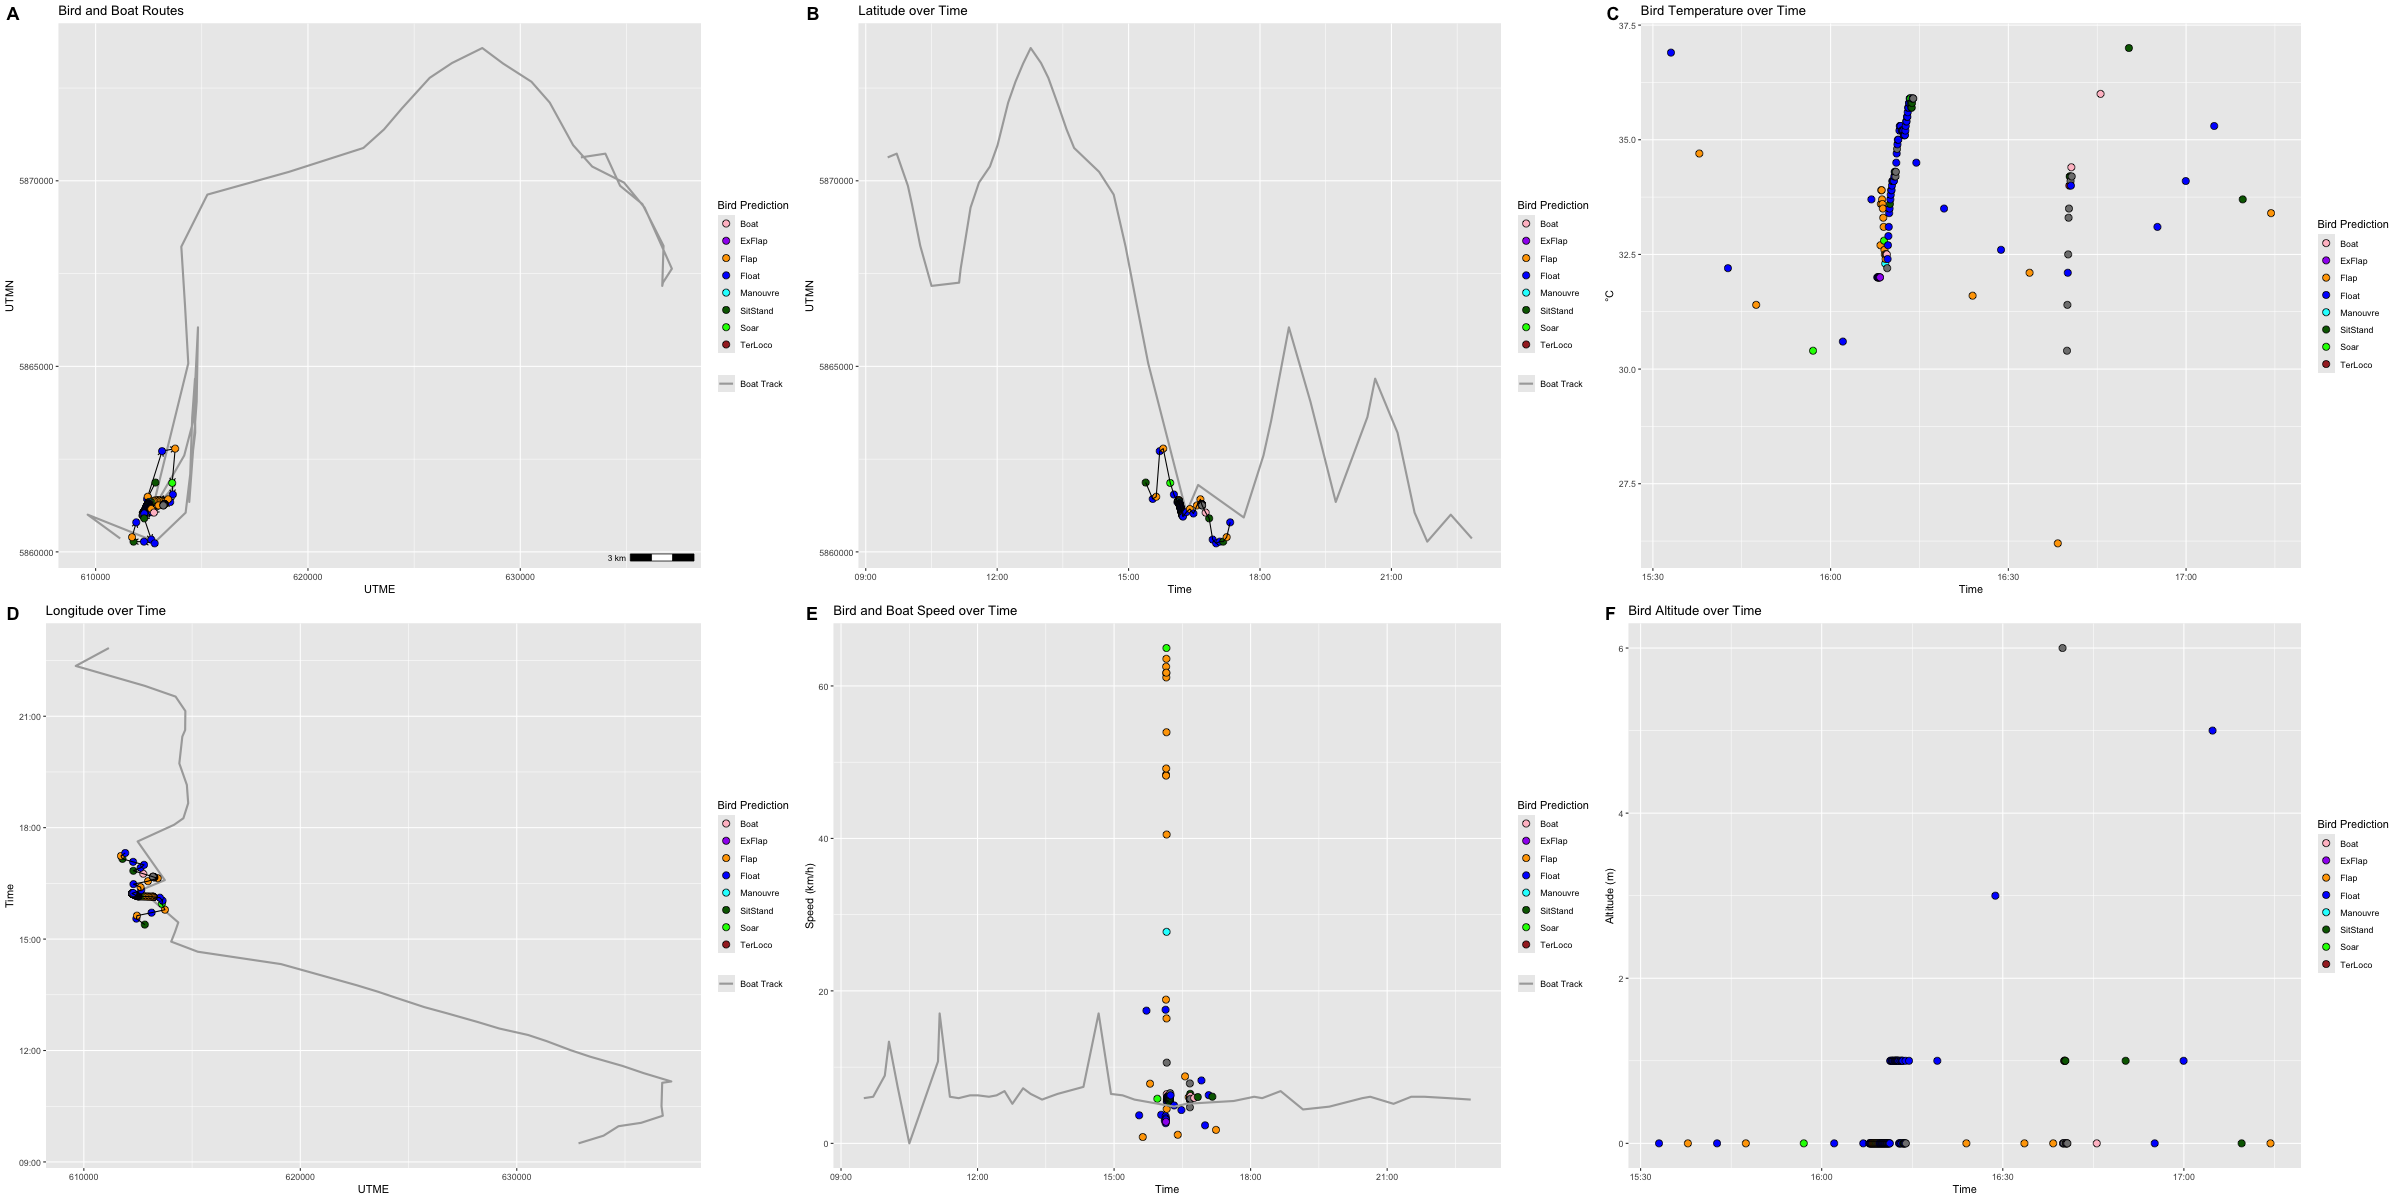 A
Bird and Boat Routes
UTMN
5870000
5865000
5860000
610000
620000
630000
UTME
3 km
Bird Prediction
Boat
ExFlap
Flap
Float
Manouvre
SitStand
Soar
TerLoco
Boat Track
B
Latitude over Time
UTMN
5870000
5865000
5860000
09:00
12:00
15:00
18:00
21:00
Time
Bird Prediction
Boat
ExFlap
Flap
Float
Manouvre
SitStand
Soar
TerLoco
Boat Track
C
Bird Temperature over Time
°C
37.5
35.0
32.5
30.0
27.5
15:30
16:00
16:30
17:00
Time
Bird Prediction
Boat
ExFlap
Flap
Float
Manouvre
SitStand
Soar
TerLoco
D
Longitude over Time
Time
21:00
18:00
15:00
12:00
09:00
610000
620000
630000
UTME
Bird Prediction
Boat
ExFlap
Flap
Float
Manouvre
SitStand
Soar
TerLoco
Boat Track
E
Bird and Boat Speed over Time
Speed (km/h)
60
40
20
0
09:00
12:00
15:00
18:00
21:00
Time
Bird Prediction
Boat
ExFlap
Flap
Float
Manouvre
SitStand
Soar
TerLoco
Boat Track
F
Bird Altitude over Time
Altitude (m)
6
4
2
0
15:30
16:00
16:30
17:00
Time
Bird Prediction
Boat
ExFlap
Flap
Float
Manouvre
SitStand
Soar
TerLoco